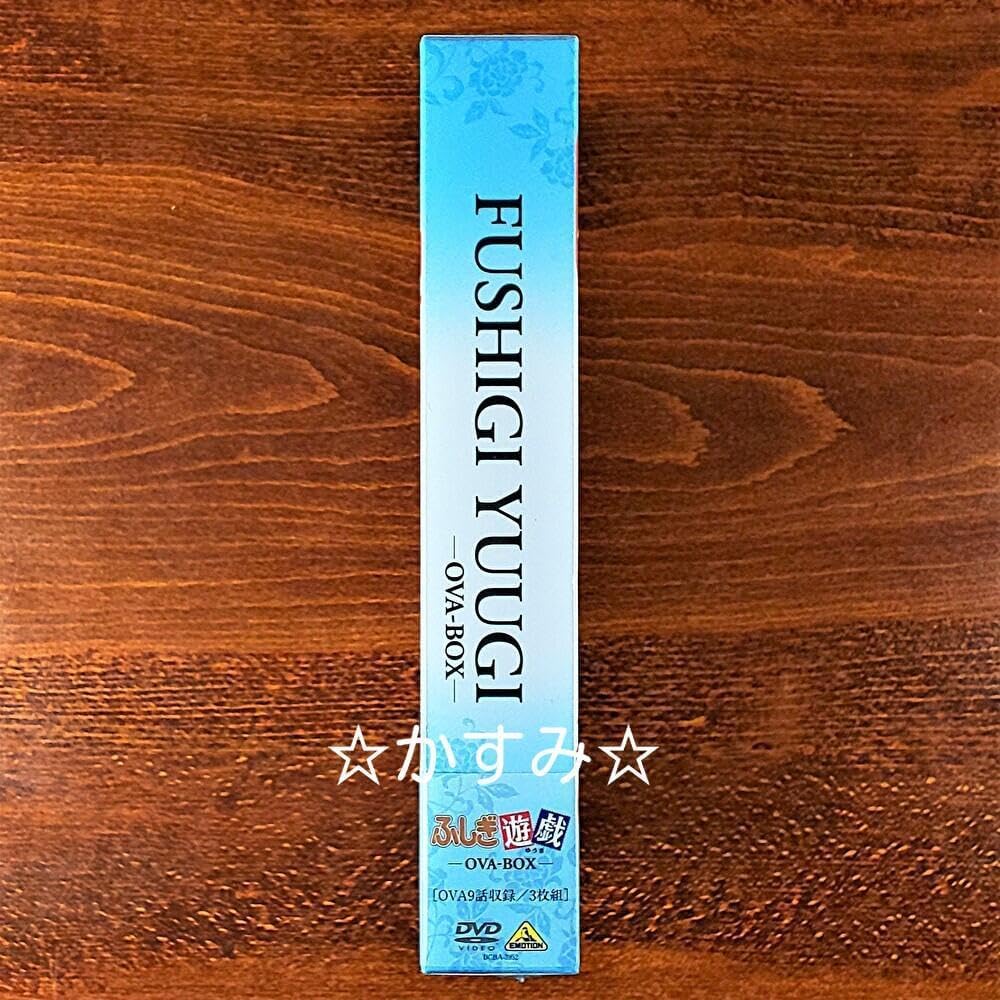 FUSHIGI YUUGI
—OVA-BOX—
☆かすみ☆
ふしぎ遊戯
ゆうぎ
—OVA-BOX—
[OVA9話収録／3枚組]
DVD
VIDEO
EMOTION